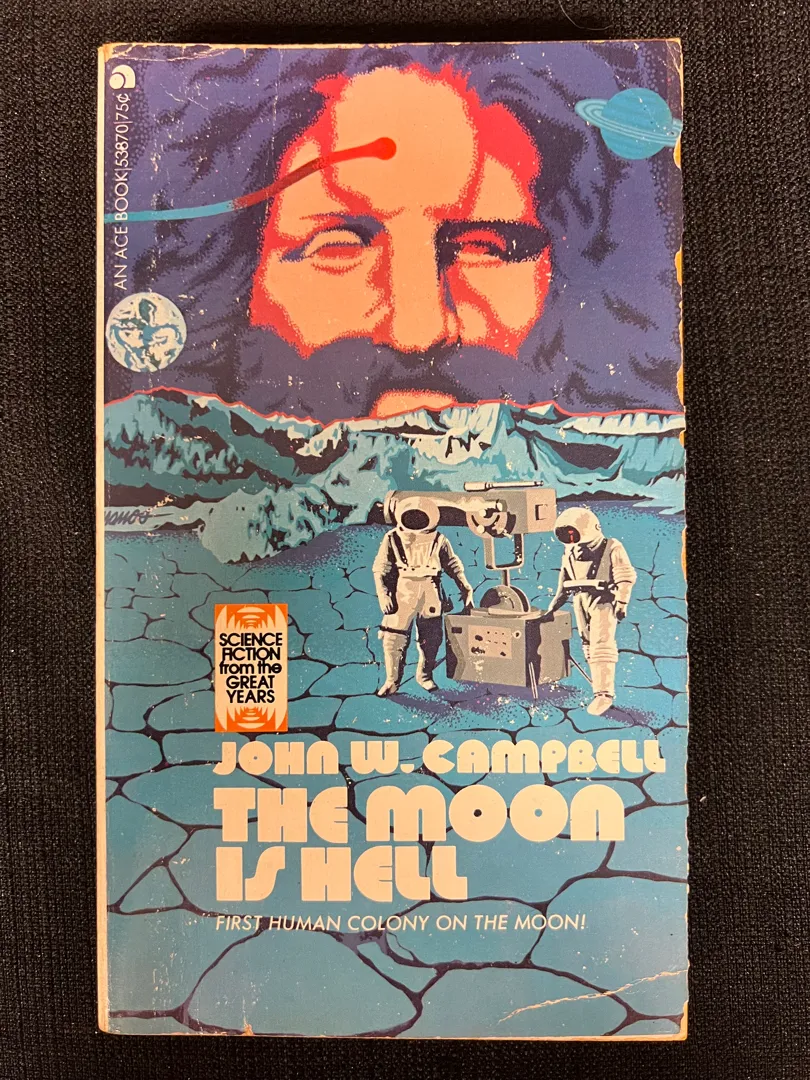 AN ACE BOOK|53870|75¢
SCIENCE
FICTION
from the
GREAT
YEARS
JOHN W. CAMPBELL
THE MOON
IS HELL
FIRST HUMAN COLONY ON THE MOON!